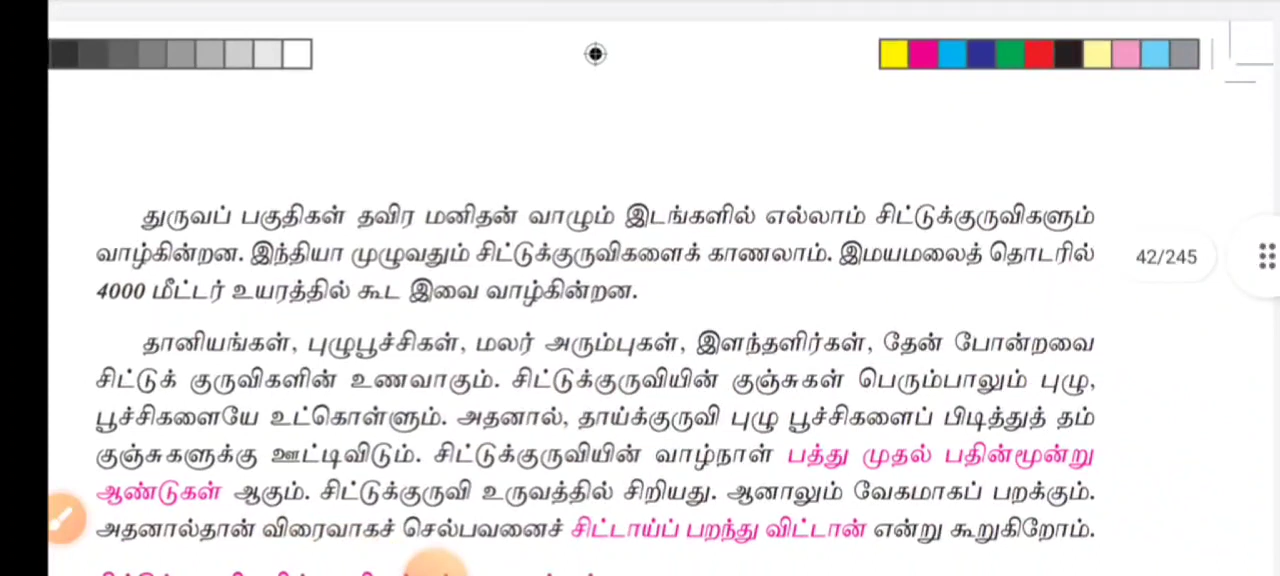 துருவப் பகுதிகள் தவிர மனிதன் வாழும் இடங்களில் எல்லாம் சிட்டுக்குருவிகளும்
வாழ்கின்றன. இந்தியா முழுவதும் சிட்டுக்குருவிகளைக் காணலாம். இமயமலைத் தொடரில்
42/245
4000 மீட்டர் உயரத்தில் கூட இவை வாழ்கின்றன.
தானியங்கள், புழுபூச்சிகள், மலர் அரும்புகள், இளந்தளிர்கள், தேன் போன்றவை
சிட்டுக் குருவிகளின் உணவாகும். சிட்டுக்குருவியின் குஞ்சுகள் பெரும்பாலும் புழு,
பூச்சிகளையே உட்கொள்ளும். அதனால், தாய்க்குருவி புழு பூச்சிகளைப் பிடித்துத் தம்
குஞ்சுகளுக்கு ஊட்டிவிடும். சிட்டுக்குருவியின் வாழ்நாள் பத்து முதல் பதின்மூன்று
ஆண்டுகள் ஆகும். சிட்டுக்குருவி உருவத்தில் சிறியது. ஆனாலும் வேகமாகப் பறக்கும்.
அதனால்தான் விரைவாகச் செல்பவனைச் சிட்டாய்ப் பறந்து விட்டான் என்று கூறுகிறோம்.